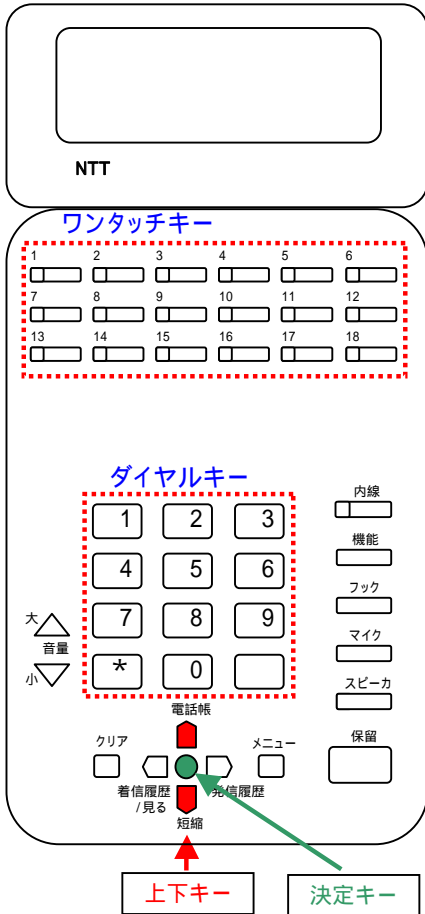 NTT
ワンタッチキー
1 2 3 4 5 6
7 8 9 10 11 12
13 14 15 16 17 18
ダイヤルキー
1 2 3
4 5 6
7 8 9
* 0
内線
機能
フック
マイク
スピーカ
保留
大
音量
小
電話帳
クリア
メニュー
着信履歴
/見る
発信履歴
短縮
上下キー
決定キー